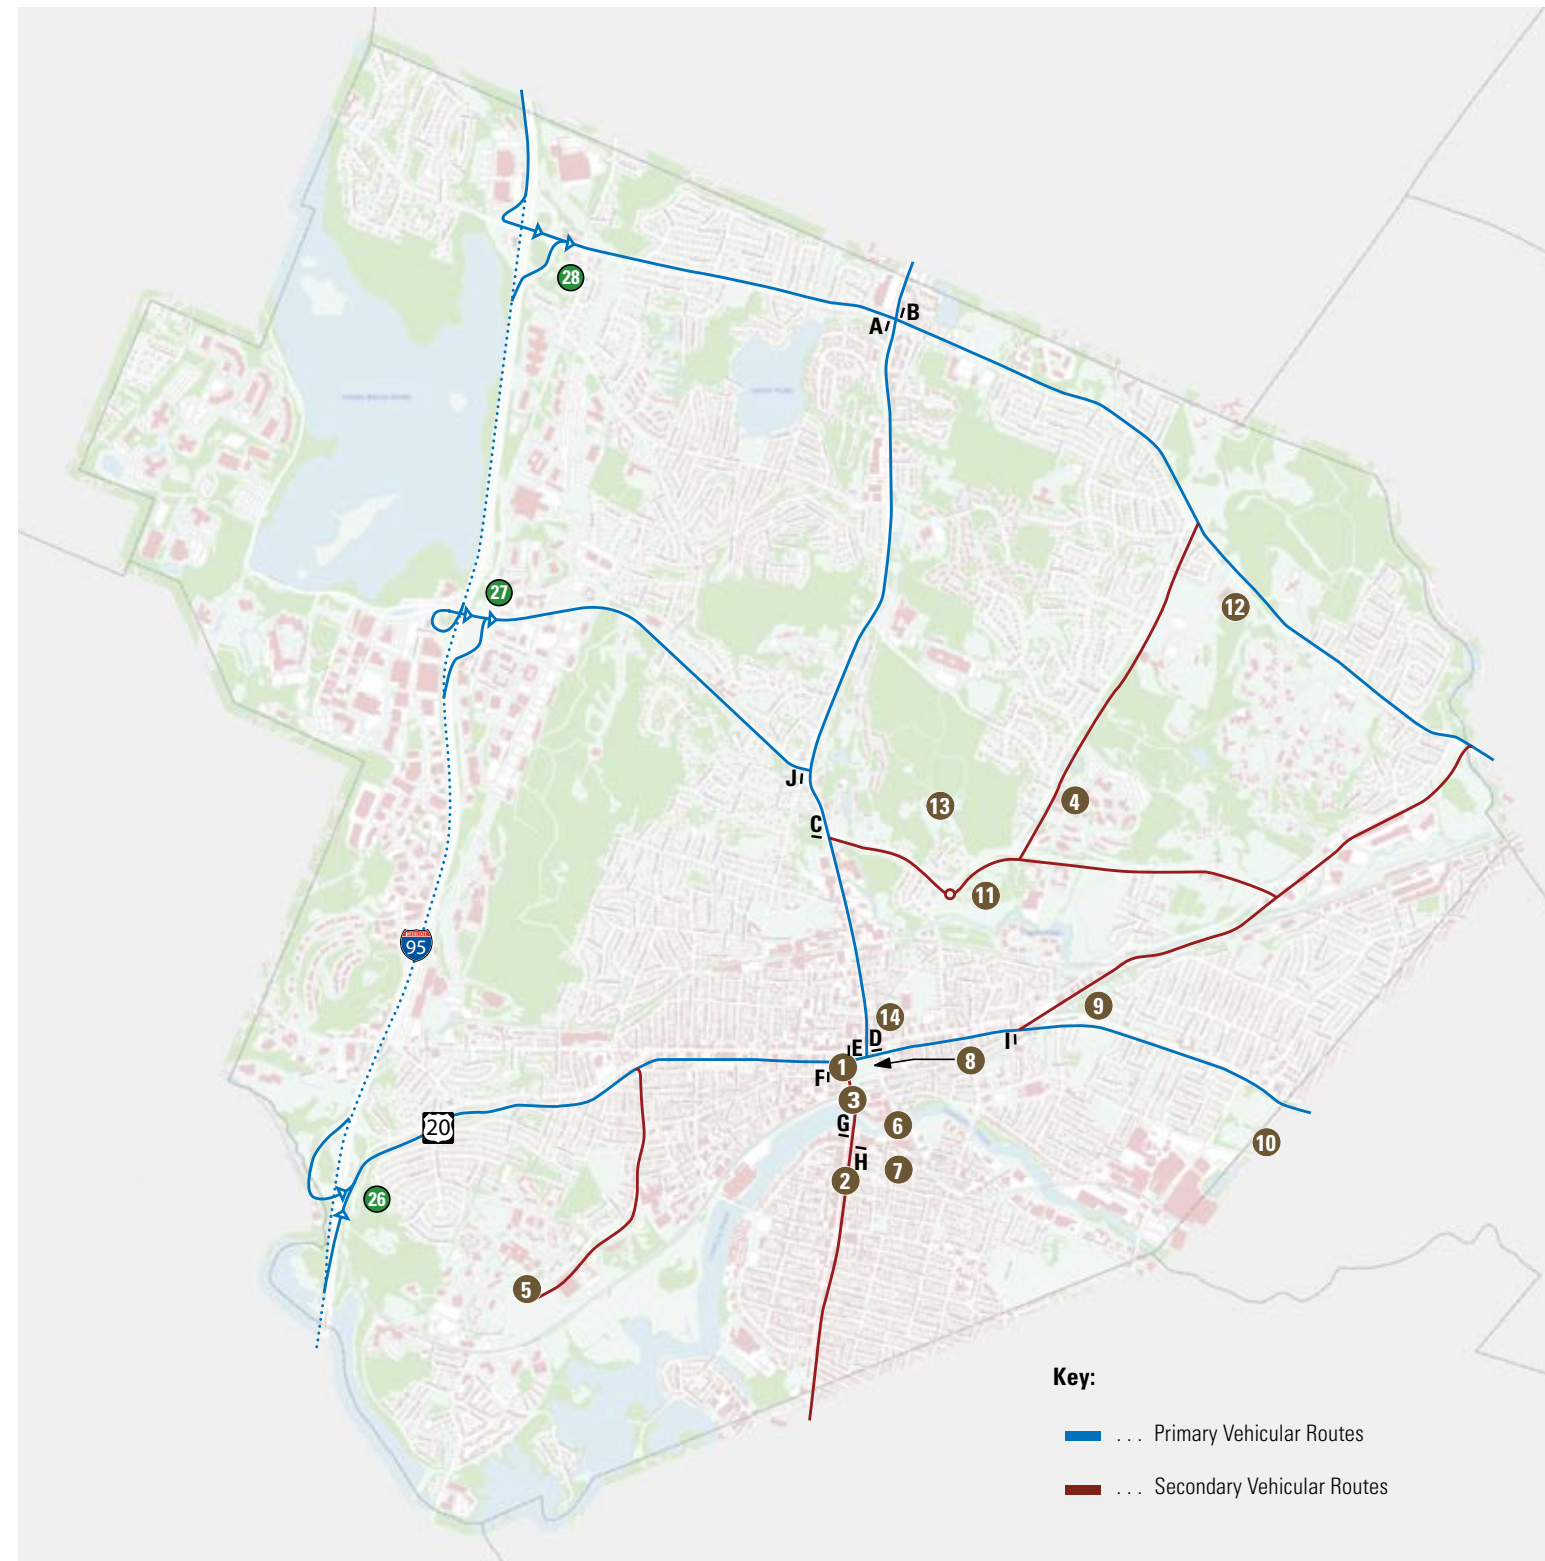 28
A
B
27
12
J
C
13
4
11
95
14
9
D
E
I
1
8
F
3
20
G
6
H
7
2
10
26
5
Key:
. . . Primary Vehicular Routes
. . . Secondary Vehicular Routes